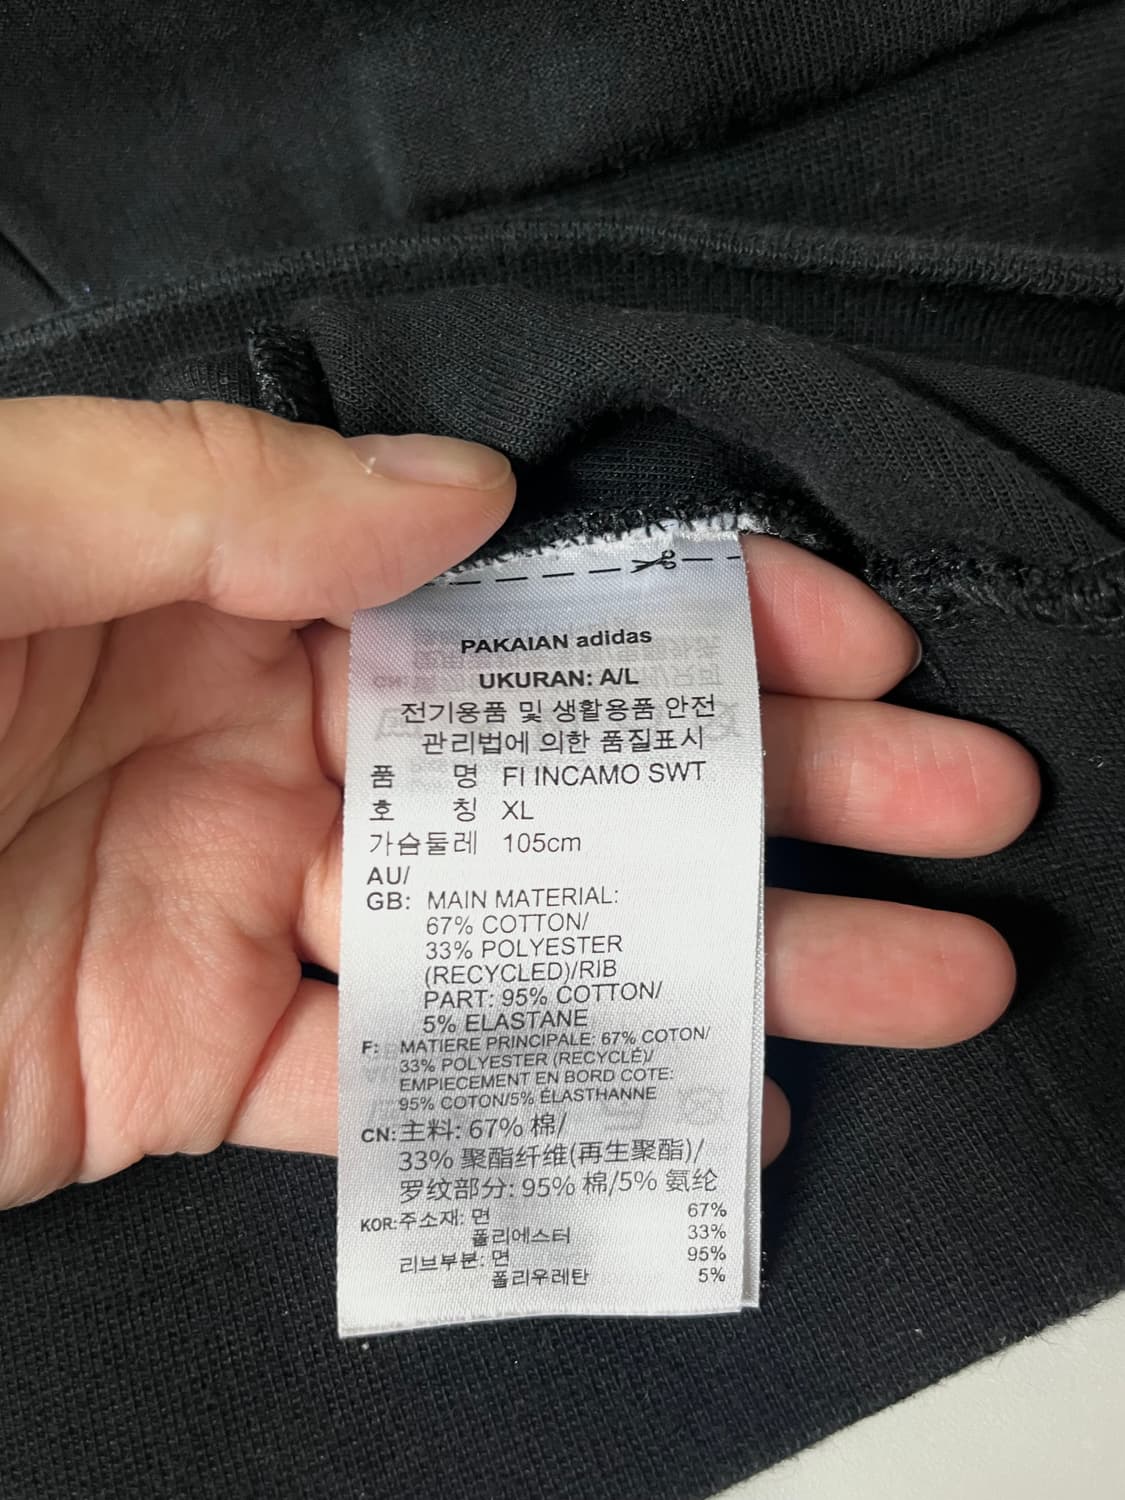 PAKAIAN adidas
UKURAN: A/L
전기용품 및 생활용품 안전
관리법에 의한 품질표시
품 명 FI INCAMO SWT
호 칭 XL
가슴둘레 105cm
AU/
GB: MAIN MATERIAL:
67% COTTON/
33% POLYESTER
(RECYCLED)/RIB
PART: 95% COTTON/
5% ELASTANE
F: MATIERE PRINCIPALE: 67% COTON/
33% POLYESTER (RECYCLÉ)/
EMPIECEMENT EN BORD COTE:
95% COTON/5% ÉLASTHANNE
CN: 主料: 67% 棉/
33% 聚酯纤维(再生聚酯)/
罗纹部分: 95% 棉/5% 氨纶
KOR: 주소재: 면 67%
폴리에스터 33%
리브부분: 면 95%
폴리우레탄 5%